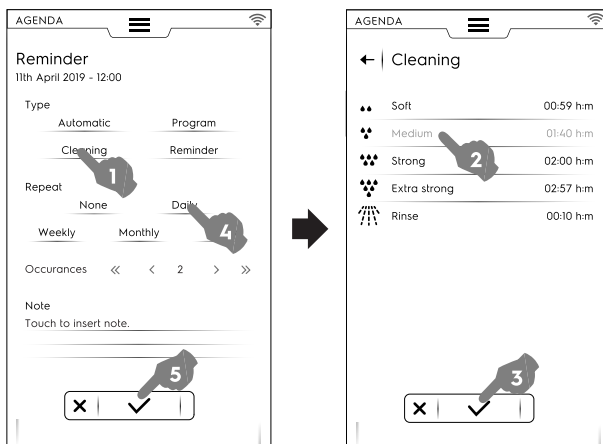 AGENDA
Reminder
11th April 2019 - 12:00
Type
Automatic Program
Cleaning Reminder
1
Repeat
None Daily
4
Weekly Monthly
Occurances « < 2 > »
Note
Touch to insert note.
5
AGENDA
Cleaning
Soft 00:59 h:m
Medium 01:40 h:m
2
Strong 02:00 h:m
Extra strong 02:57 h:m
Rinse 00:10 h:m
3